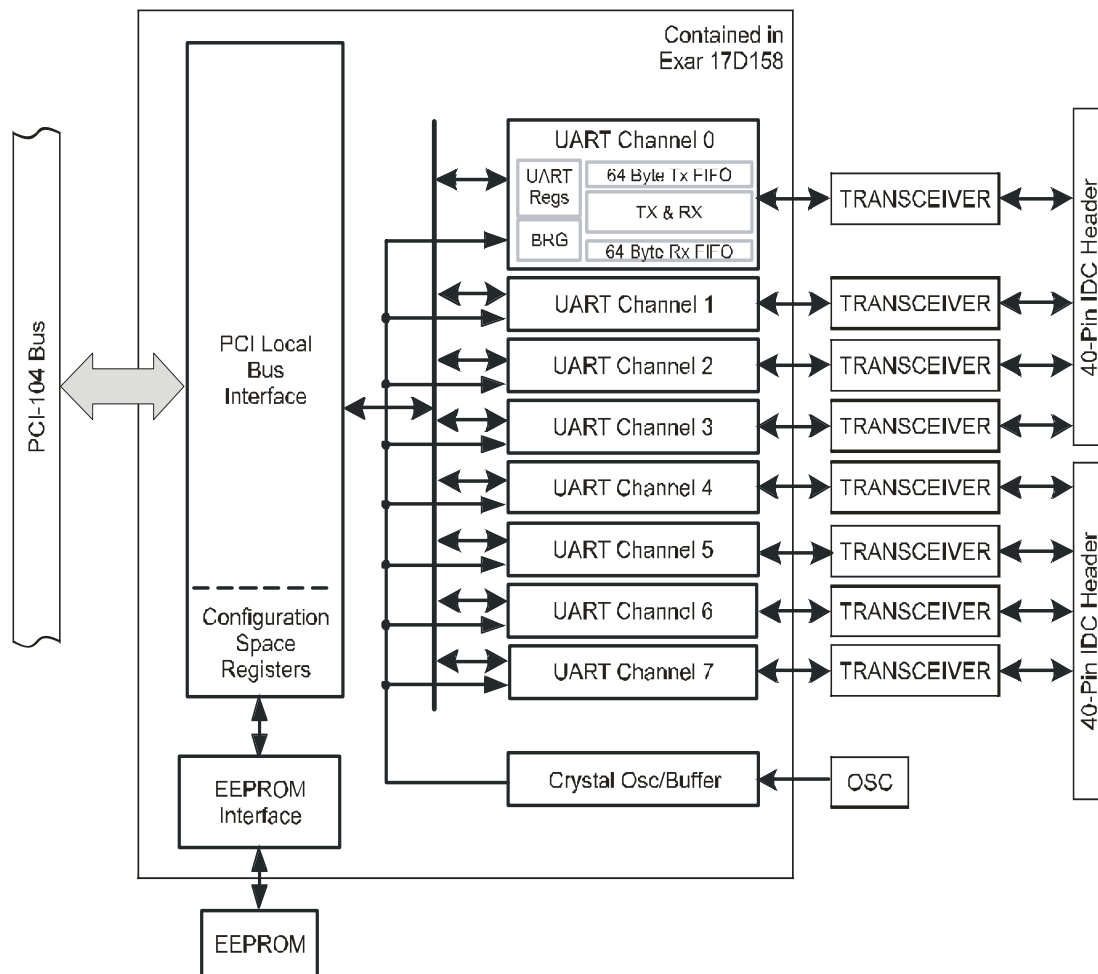 Contained in
Exar 17D158
PCI-104 Bus
PCI Local
Bus
Interface
Configuration
Space
Registers
EEPROM
Interface
EEPROM
UART Channel 0
UART
Regs
64 Byte Tx FIFO
TX & RX
BRG
64 Byte Rx FIFO
TRANSCEIVER
UART Channel 1
TRANSCEIVER
UART Channel 2
TRANSCEIVER
UART Channel 3
TRANSCEIVER
UART Channel 4
TRANSCEIVER
UART Channel 5
TRANSCEIVER
UART Channel 6
TRANSCEIVER
UART Channel 7
TRANSCEIVER
Crystal Osc/Buffer
OSC
40-Pin IDC Header
40-Pin IDC Header